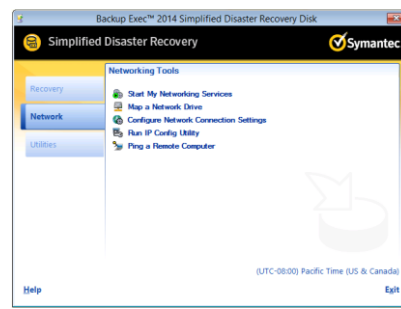 Backup Exec™ 2014 Simplified Disaster Recovery Disk
Simplified Disaster Recovery
Symantec
Networking Tools
Recovery
Start My Networking Services
Map a Network Drive
Network
Configure Network Connection Settings
Run IP Config Utility
Utilities
Ping a Remote Computer
(UTC-08:00) Pacific Time (US & Canada)
Help
Exit